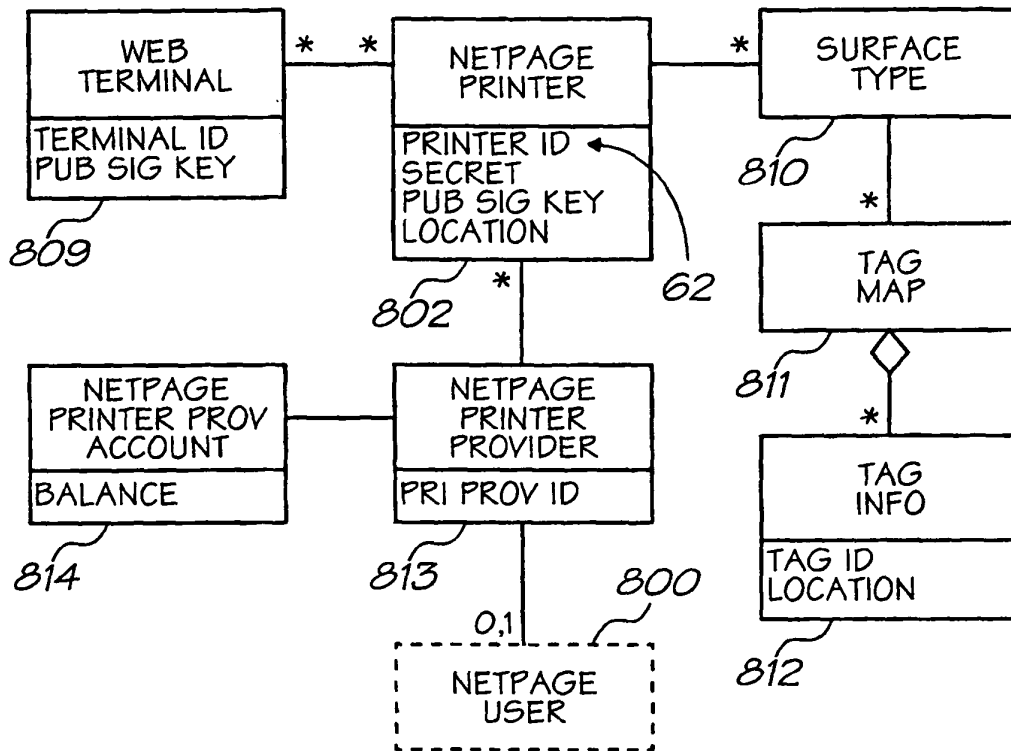 WEB
TERMINAL
TERMINAL ID
PUB SIG KEY
809
* *
NETPAGE
PRINTER
PRINTER ID
SECRET
PUB SIG KEY
LOCATION
62
802
*
*
SURFACE
TYPE
810
*
TAG
MAP
811
*
NETPAGE
PRINTER PROV
ACCOUNT
BALANCE
814
NETPAGE
PRINTER
PROVIDER
PRI PROV ID
813
TAG
INFO
TAG ID
LOCATION
812
800
0,1
NETPAGE
USER